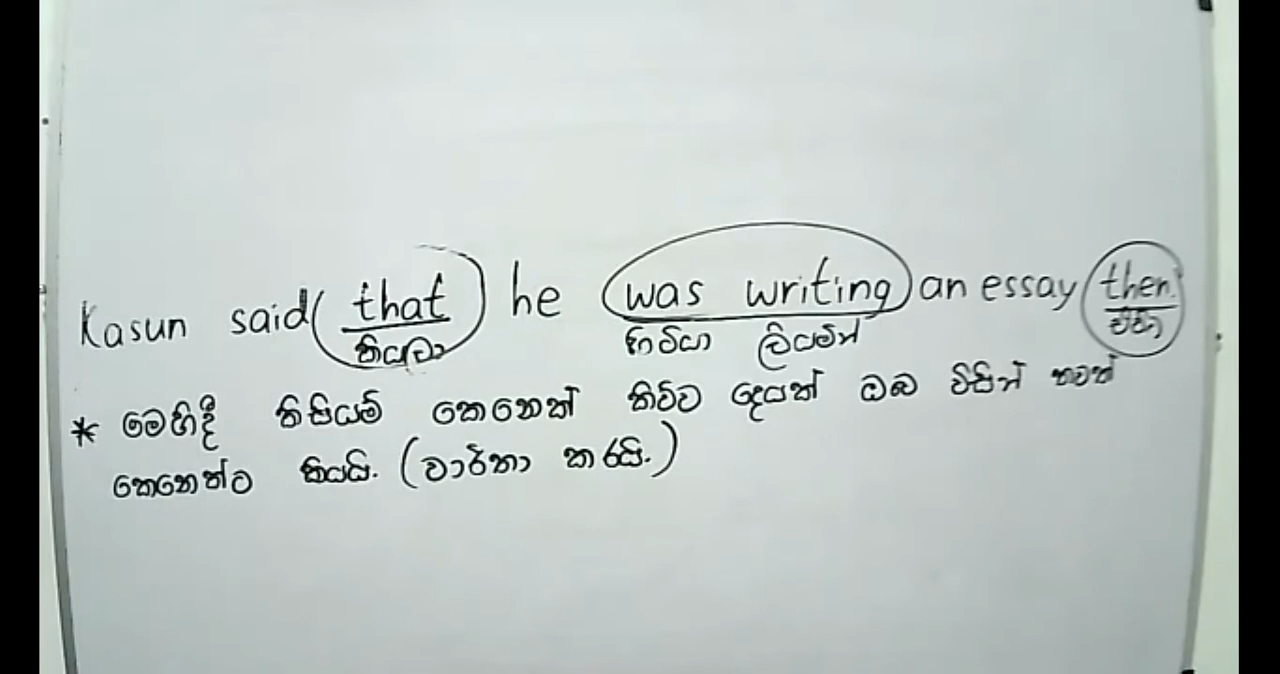 Kasun said (that) he (was writing) an essay (then.)
කියලා හිටියා ලියමින් එවිට
* මෙහිදී කිසියම් කෙනෙක් කිව්ව දෙයක් ඔබ විසින් තවත්
කෙනෙක්ට කියයි. (වාර්තා කරයි.)